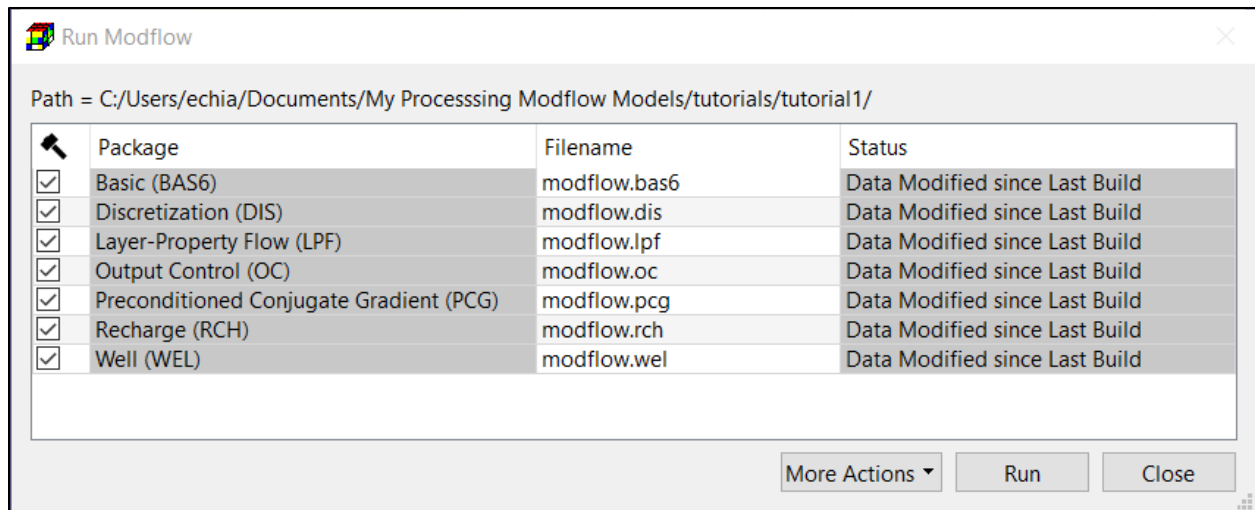 Run Modflow
Path = C:/Users/echia/Documents/My Processsing Modflow Models/tutorials/tutorial1/
Package Filename Status
Basic (BAS6) modflow.bas6 Data Modified since Last Build
Discretization (DIS) modflow.dis Data Modified since Last Build
Layer-Property Flow (LPF) modflow.lpf Data Modified since Last Build
Output Control (OC) modflow.oc Data Modified since Last Build
Preconditioned Conjugate Gradient (PCG) modflow.pcg Data Modified since Last Build
Recharge (RCH) modflow.rch Data Modified since Last Build
Well (WEL) modflow.wel Data Modified since Last Build
More Actions Run Close